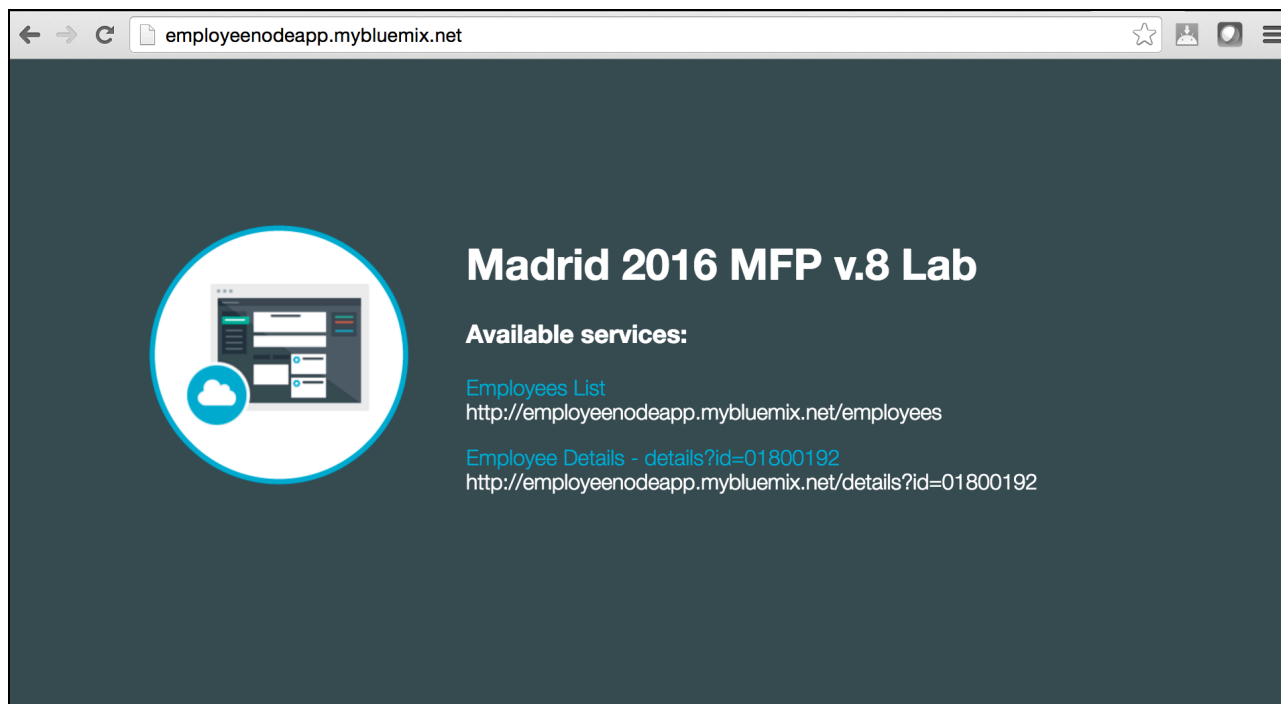 employeenodeapp.mybluemix.net
Madrid 2016 MFP v.8 Lab
Available services:
Employees List
http://employeenodeapp.mybluemix.net/employees
Employee Details - details?id=01800192
http://employeenodeapp.mybluemix.net/details?id=01800192